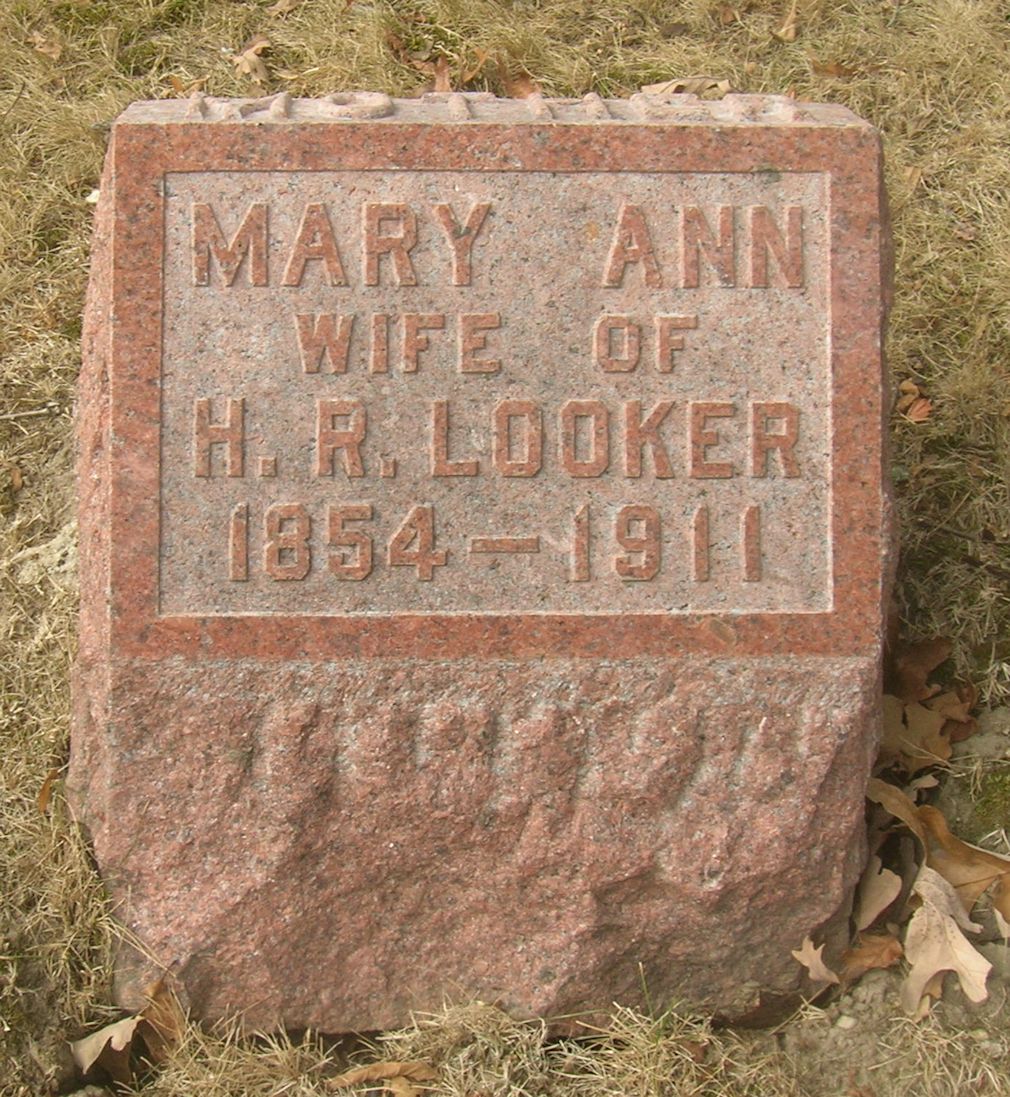 MARY ANN
WIFE OF
H. R. LOOKER
1854—1911